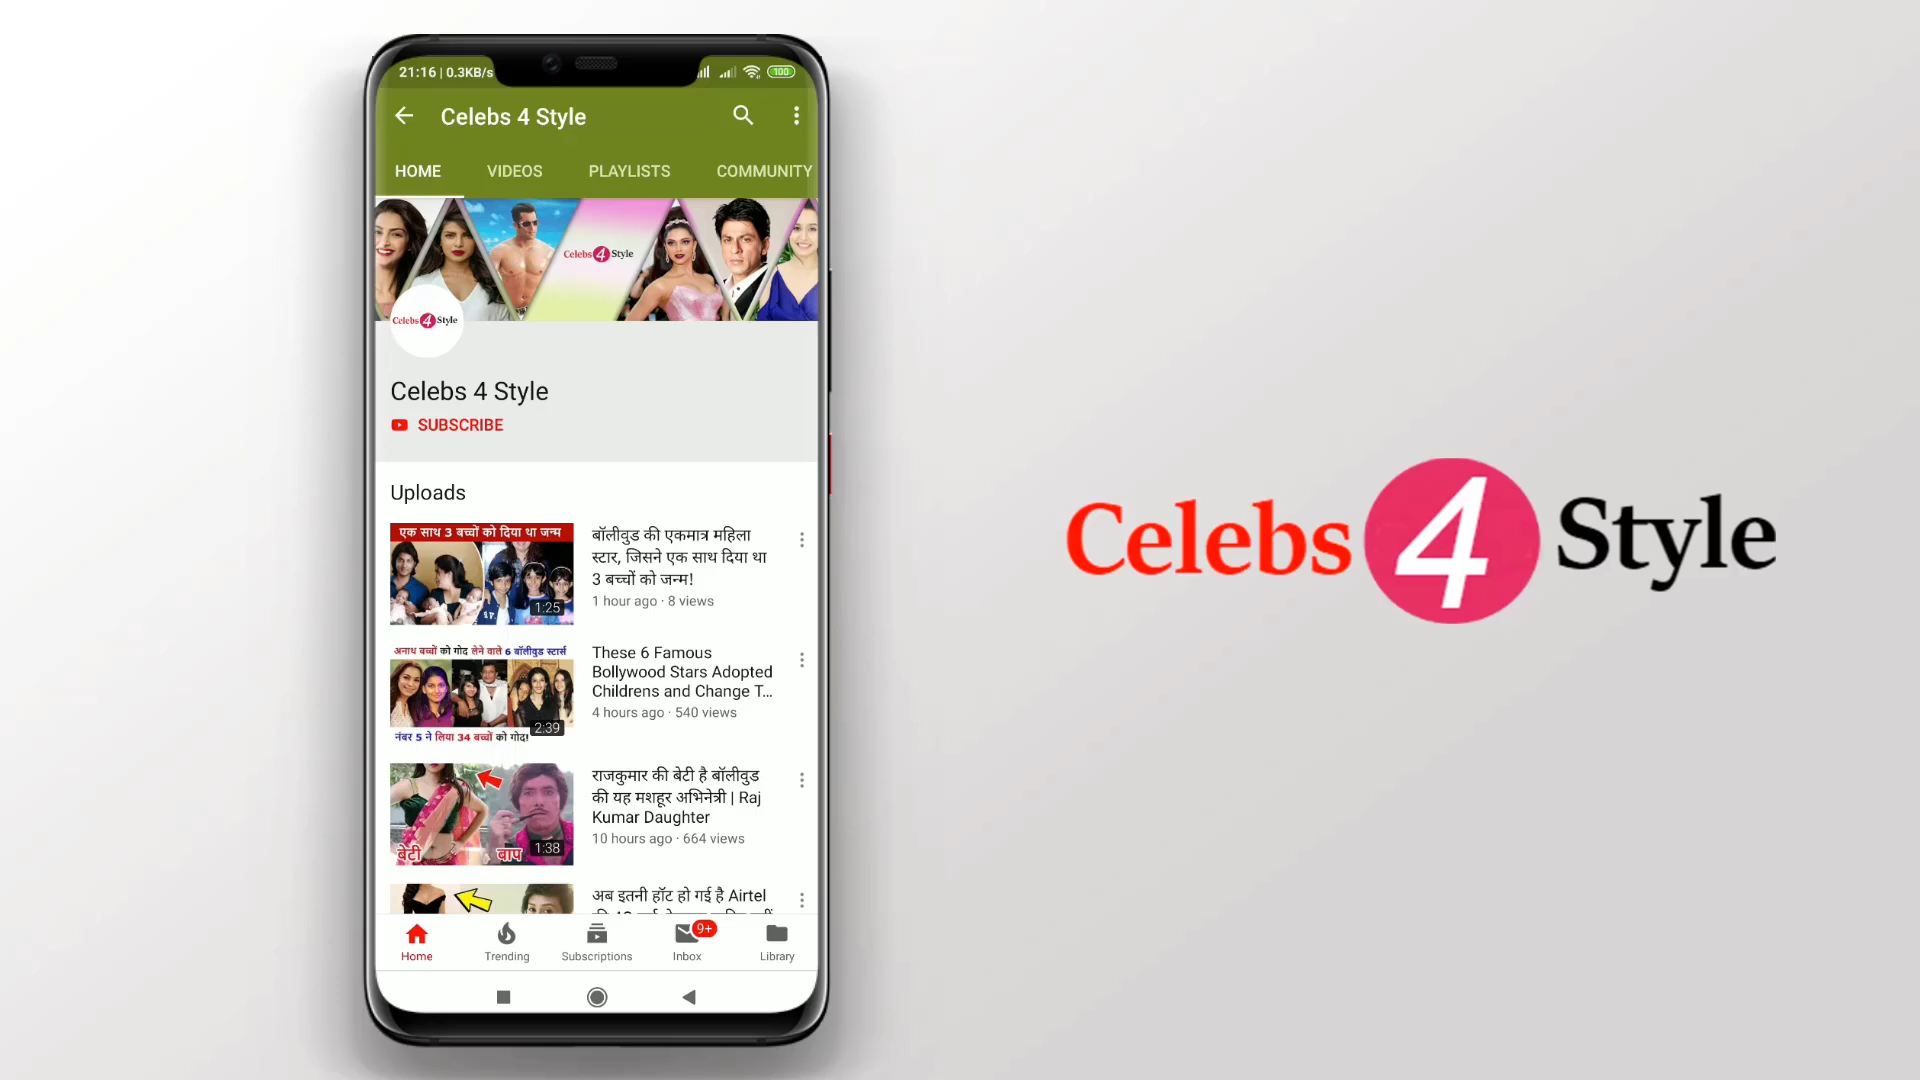 21:16 | 0.3KB/s
100
Celebs 4 Style
HOME VIDEOS PLAYLISTS COMMUNITY
Celebs 4 Style
Celebs 4 Style
Celebs 4 Style
SUBSCRIBE
Uploads
एक साथ 3 बच्चों को दिया था जन्म
1:25
बॉलीवुड की एकमात्र महिला
स्टार, जिसने एक साथ दिया था
3 बच्चों को जन्म!
1 hour ago · 8 views
अनाथ बच्चों को गोद लेने वाले 6 बॉलीवुड स्टार्स
2:39
नंबर 5 ने लिया 34 बच्चों को गोद!
These 6 Famous
Bollywood Stars Adopted
Childrens and Change T...
4 hours ago · 540 views
बेटी
बाप
1:38
राजकुमार की बेटी है बॉलीवुड
की यह मशहूर अभिनेत्री | Raj
Kumar Daughter
10 hours ago · 664 views
अब इतनी हॉट हो गई है Airtel
Home Trending Subscriptions Inbox Library
9+
Celebs 4 Style